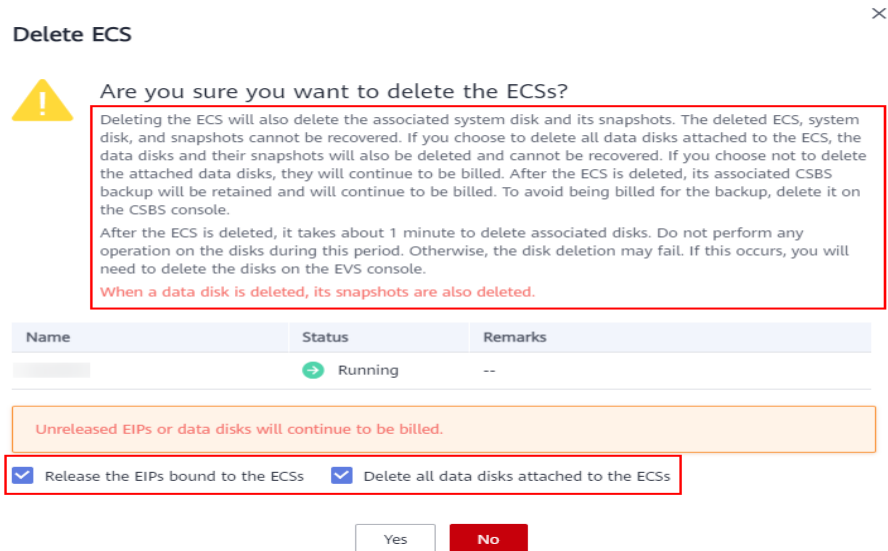 Delete ECS
Are you sure you want to delete the ECSs?
Deleting the ECS will also delete the associated system disk and its snapshots. The deleted ECS, system
disk, and snapshots cannot be recovered. If you choose to delete all data disks attached to the ECS, the
data disks and their snapshots will also be deleted and cannot be recovered. If you choose not to delete
the attached data disks, they will continue to be billed. After the ECS is deleted, its associated CSBS
backup will be retained and will continue to be billed. To avoid being billed for the backup, delete it on
the CSBS console.
After the ECS is deleted, it takes about 1 minute to delete associated disks. Do not perform any
operation on the disks during this period. Otherwise, the disk deletion may fail. If this occurs, you will
need to delete the disks on the EVS console.
When a data disk is deleted, its snapshots are also deleted.
Name Status Remarks
Running --
Unreleased EIPs or data disks will continue to be billed.
Release the EIPs bound to the ECSs Delete all data disks attached to the ECSs
Yes No